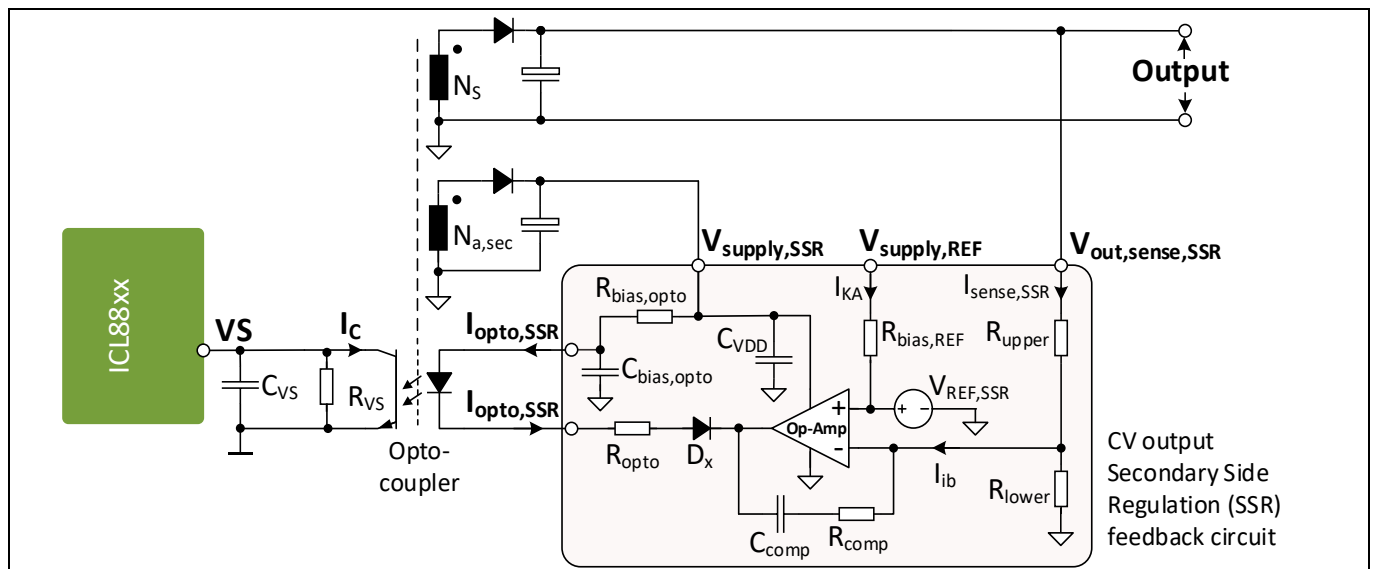 N_S
Output
N_a,sec
V_supply,SSR
V_supply,REF
V_out,sense,SSR
ICL88xx
VS
I_C
C_VS
R_VS
Opto-
coupler
I_opto,SSR
I_opto,SSR
R_bias,opto
C_bias,opto
C_VDD
I_KA
R_bias,REF
I_sense,SSR
R_upper
V_REF,SSR
+
-
+
-
Op-Amp
R_opto
D_x
I_ib
R_lower
C_comp
R_comp
CV output
Secondary Side
Regulation (SSR)
feedback circuit